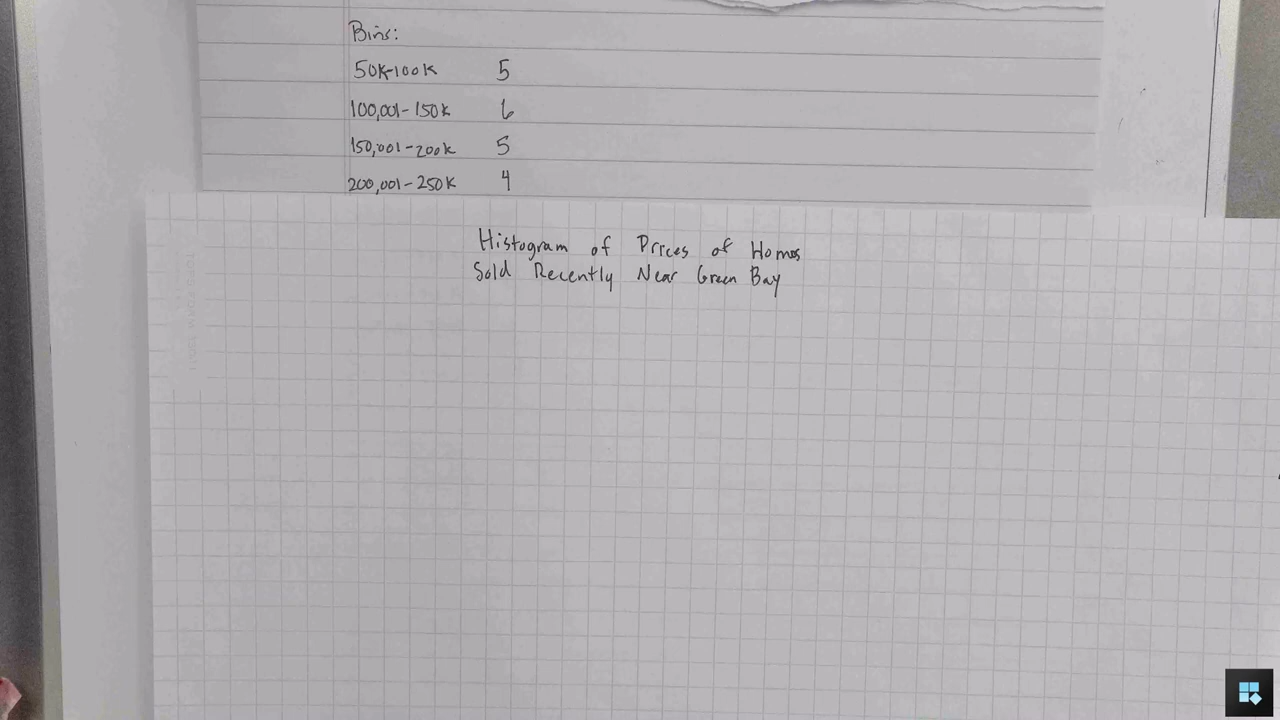 Bins:
50K-100K 5
100,001-150K 6
150,001-200K 5
200,001-250K 4
Histogram of Prices of Homes
Sold Recently Near Green Bay